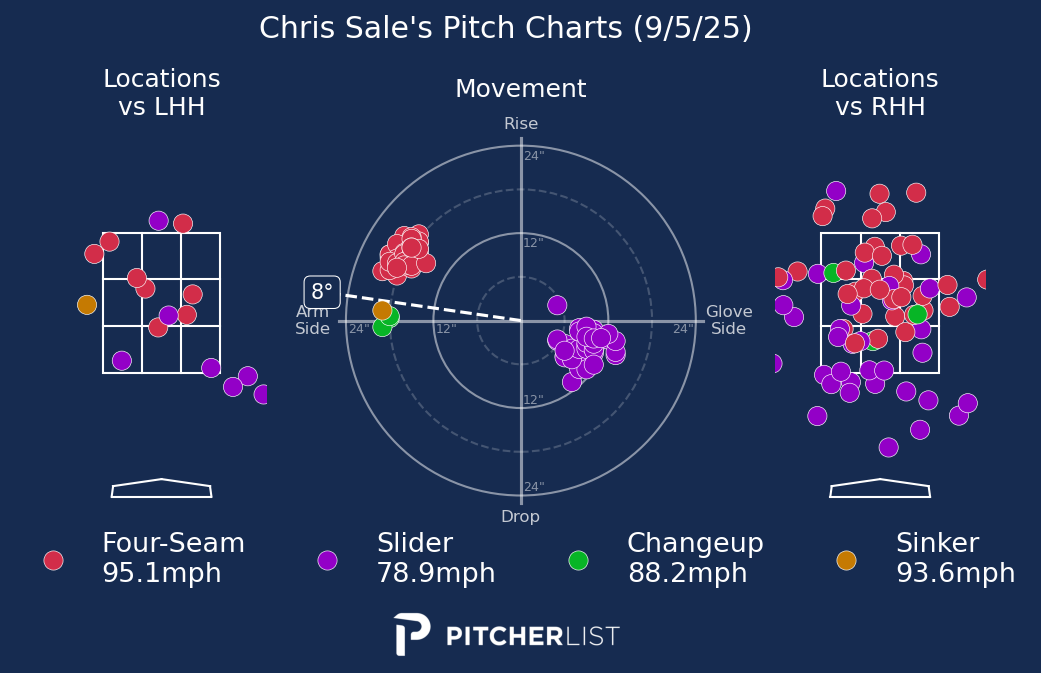 Chris Sale's Pitch Charts (9/5/25)
Locations
vs LHH
Movement
Locations
vs RHH
Rise
24"
12"
8°
Arm
Side
24"
12"
24"
Glove
Side
12"
24"
Drop
Four-Seam
95.1mph
Slider
78.9mph
Changeup
88.2mph
Sinker
93.6mph
PITCHERLIST